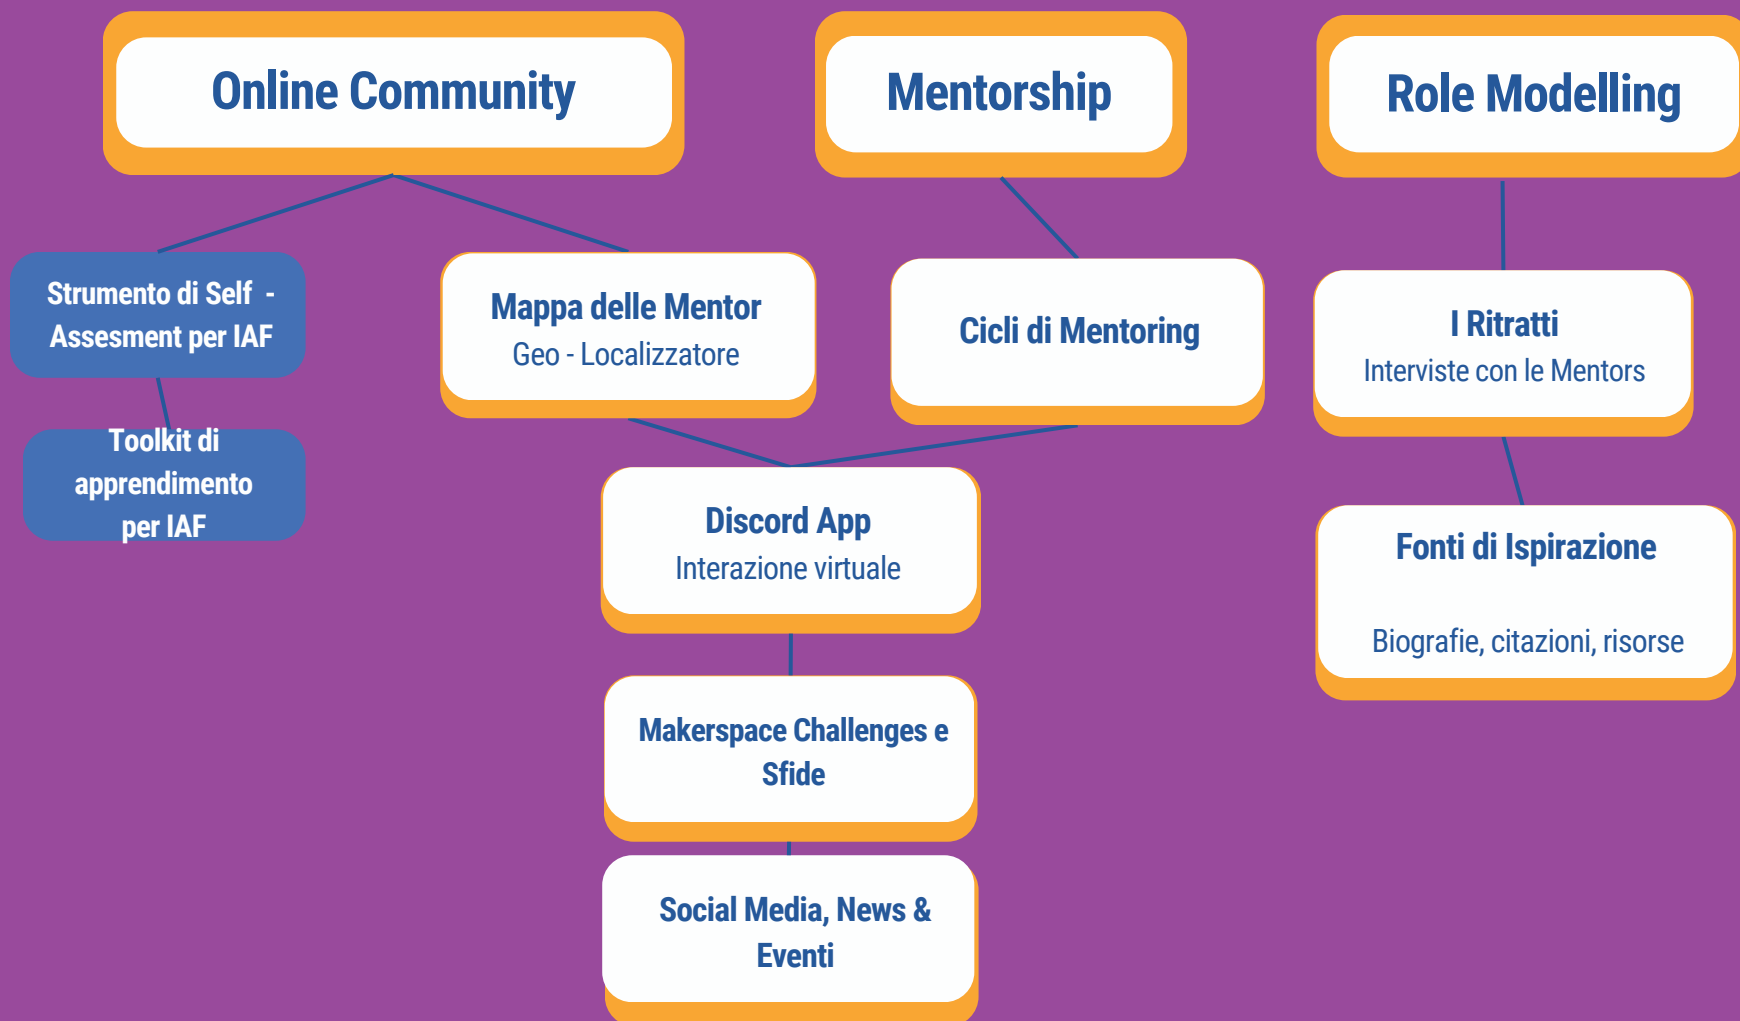 Online Community
Mentorship
Role Modelling
Strumento di Self -
Assesment per IAF
Mappa delle Mentor
Geo - Localizzatore
Cicli di Mentoring
I Ritratti
Interviste con le Mentors
Toolkit di
apprendimento
per IAF
Discord App
Interazione virtuale
Fonti di Ispirazione
Biografie, citazioni, risorse
Makerspace Challenges e
Sfide
Social Media, News &
Eventi